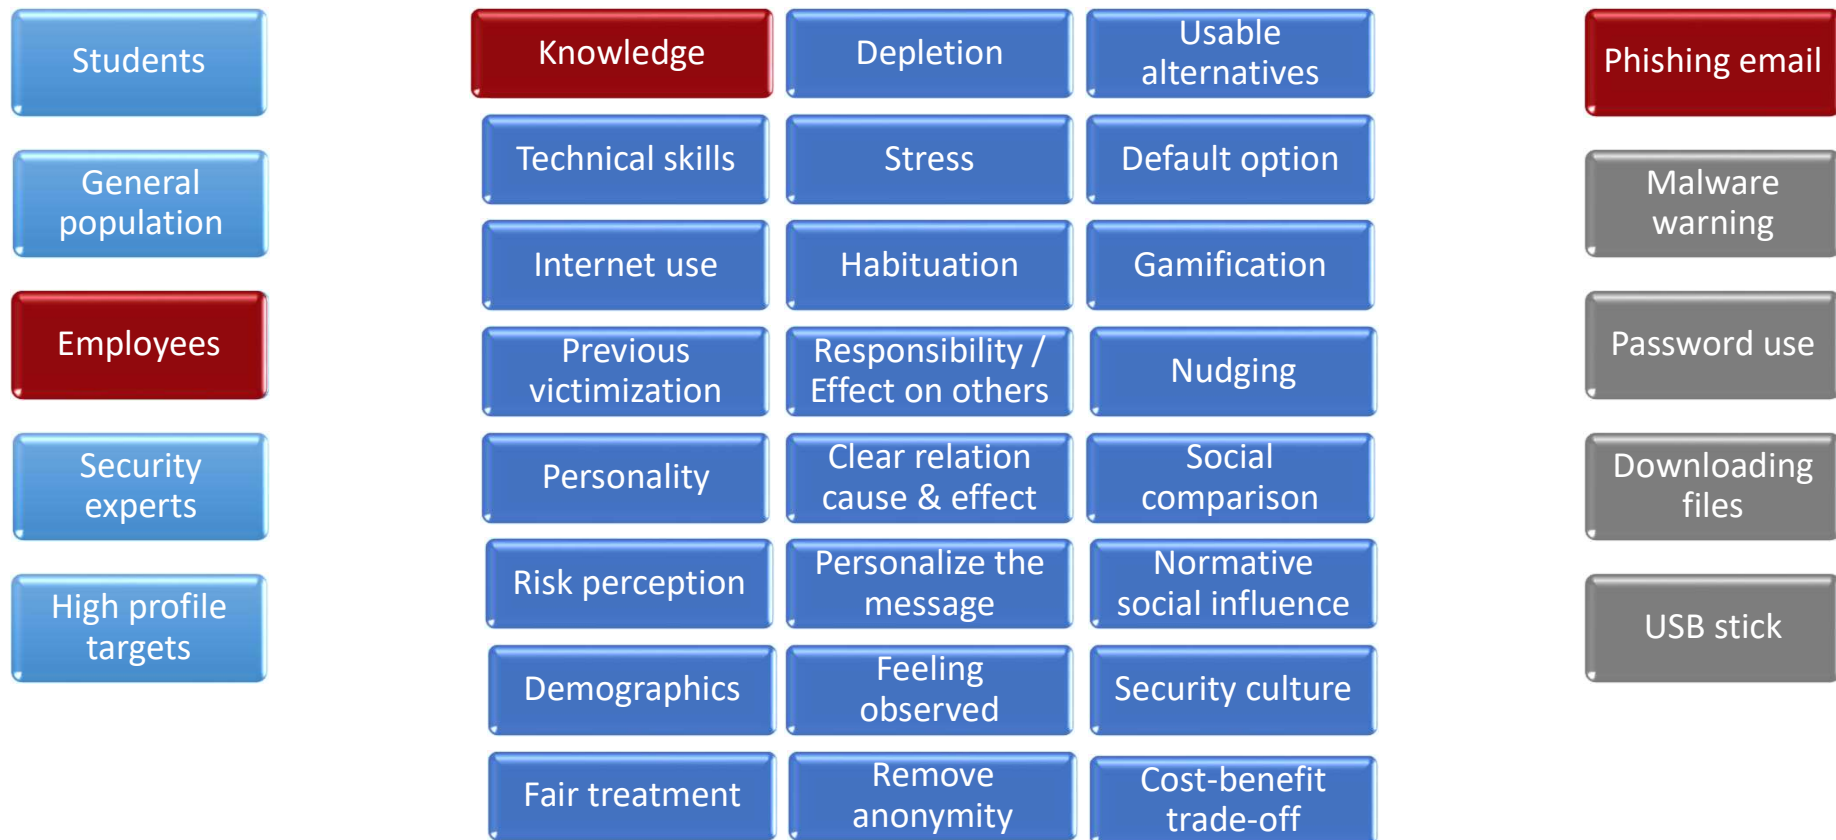 Students
General
population
Employees
Security
experts
High profile
targets
Knowledge
Depletion
Usable
alternatives
Technical skills
Stress
Default option
Internet use
Habituation
Gamification
Previous
victimization
Responsibility /
Effect on others
Nudging
Personality
Clear relation
cause & effect
Social
comparison
Risk perception
Personalize the
message
Normative
social influence
Demographics
Feeling
observed
Security culture
Fair treatment
Remove
anonymity
Cost-benefit
trade-off
Phishing email
Malware
warning
Password use
Downloading
files
USB stick